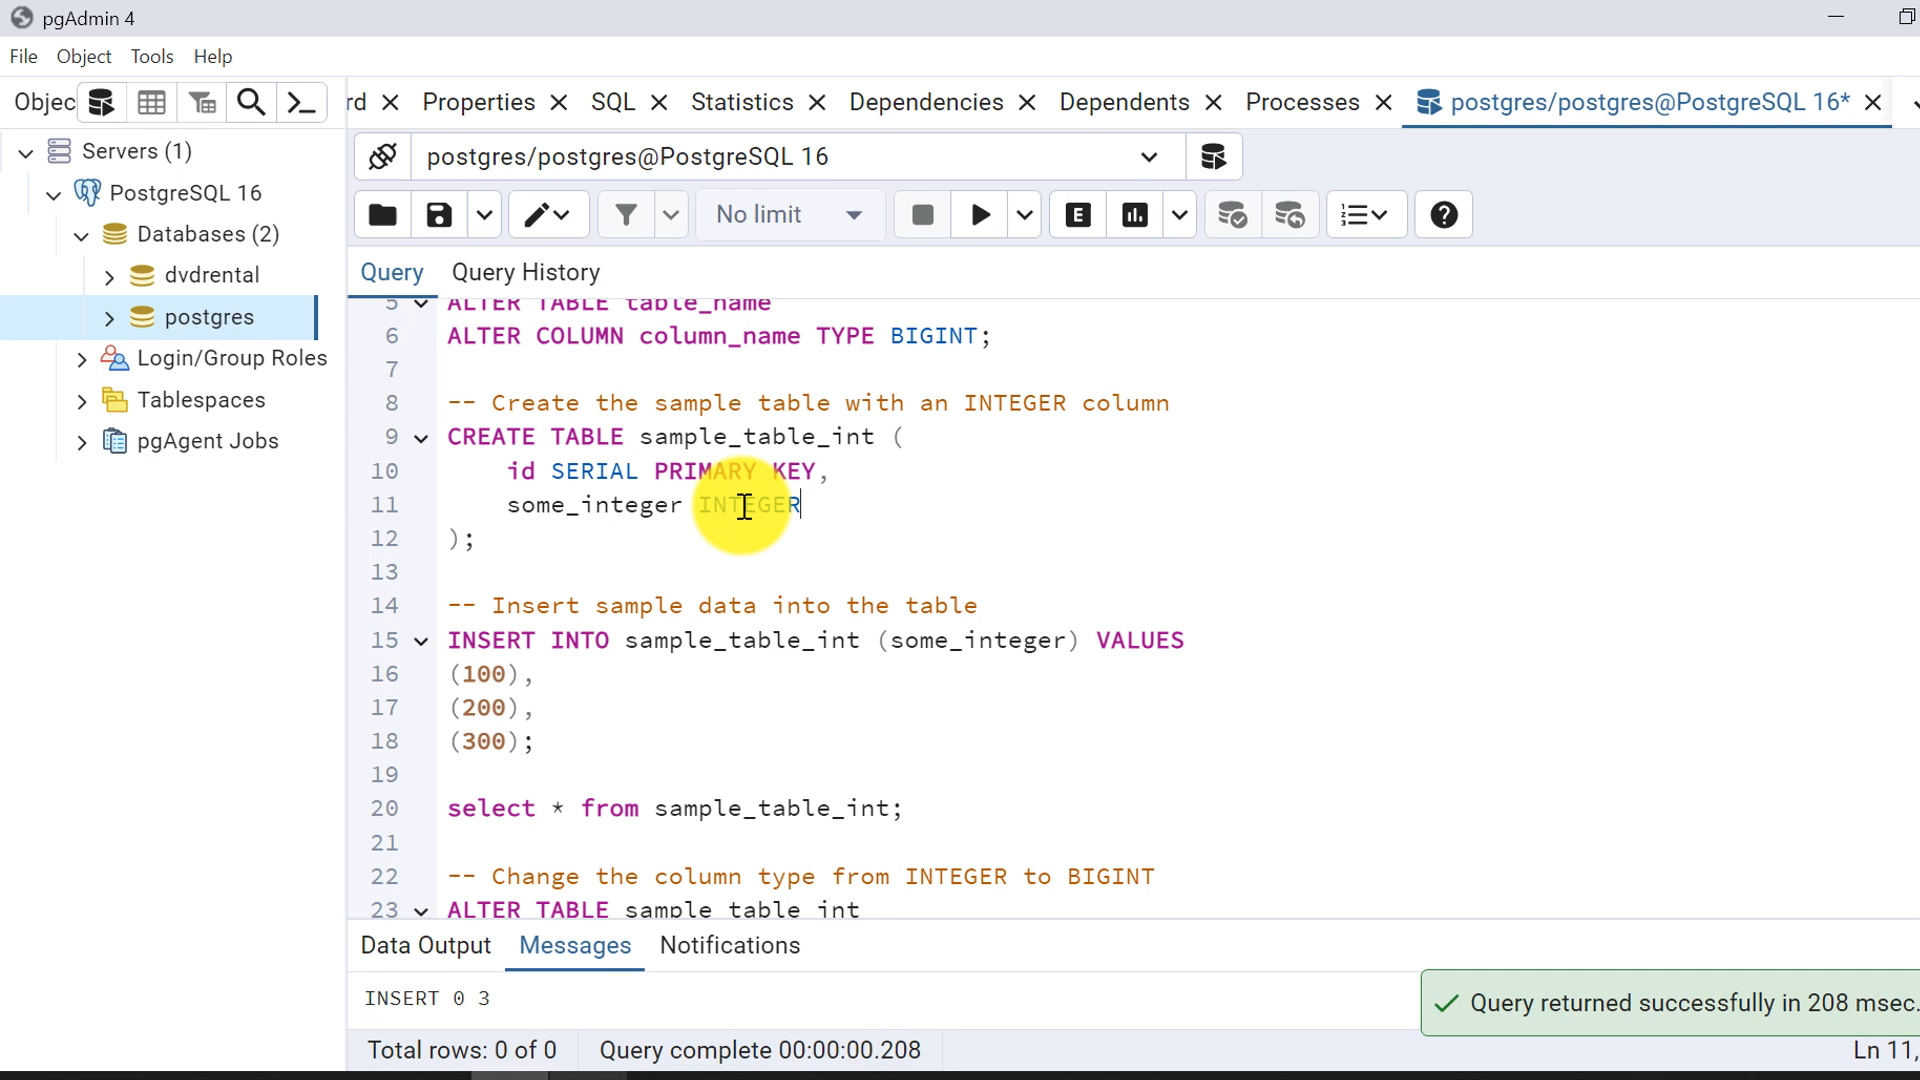 pgAdmin 4
File Object Tools Help
Objec
rd Properties SQL Statistics Dependencies Dependents Processes postgres/postgres@PostgreSQL 16*
Servers (1)
PostgreSQL 16
Databases (2)
dvdrental
postgres
Login/Group Roles
Tablespaces
pgAgent Jobs
postgres/postgres@PostgreSQL 16
No limit
E
Query Query History
5 ALTER TABLE table_name
6 ALTER COLUMN column_name TYPE BIGINT;
7
8 -- Create the sample table with an INTEGER column
9 CREATE TABLE sample_table_int (
10 id SERIAL PRIMARY KEY,
11 some_integer INTEGER
12 );
13
14 -- Insert sample data into the table
15 INSERT INTO sample_table_int (some_integer) VALUES
16 (100),
17 (200),
18 (300);
19
20 select * from sample_table_int;
21
22 -- Change the column type from INTEGER to BIGINT
23 ALTER TABLE sample_table_int
Data Output Messages Notifications
INSERT 0 3
Query returned successfully in 208 msec.
Total rows: 0 of 0 Query complete 00:00:00.208
Ln 11,